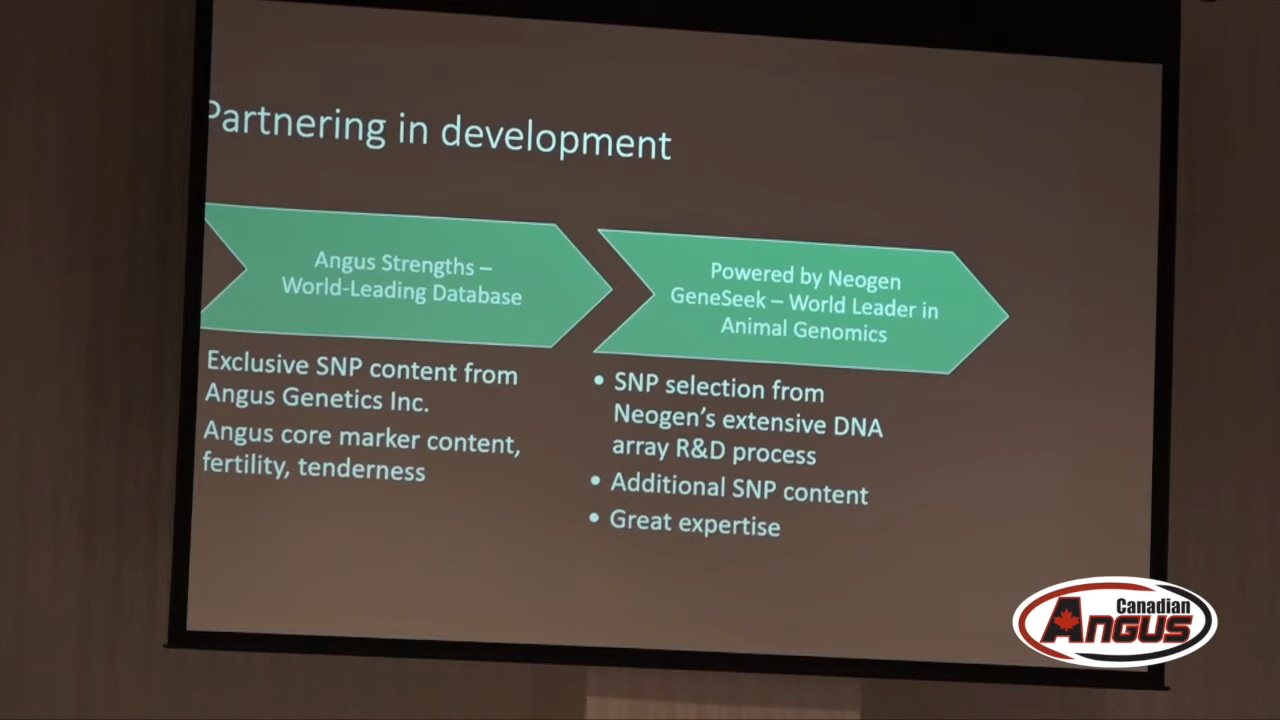 Partnering in development
Angus Strengths –
World-Leading Database
Exclusive SNP content from
Angus Genetics Inc.
Angus core marker content,
fertility, tenderness
Powered by Neogen
GeneSeek – World Leader in
Animal Genomics
• SNP selection from
Neogen's extensive DNA
array R&D process
• Additional SNP content
• Great expertise
Canadian
ANGUS